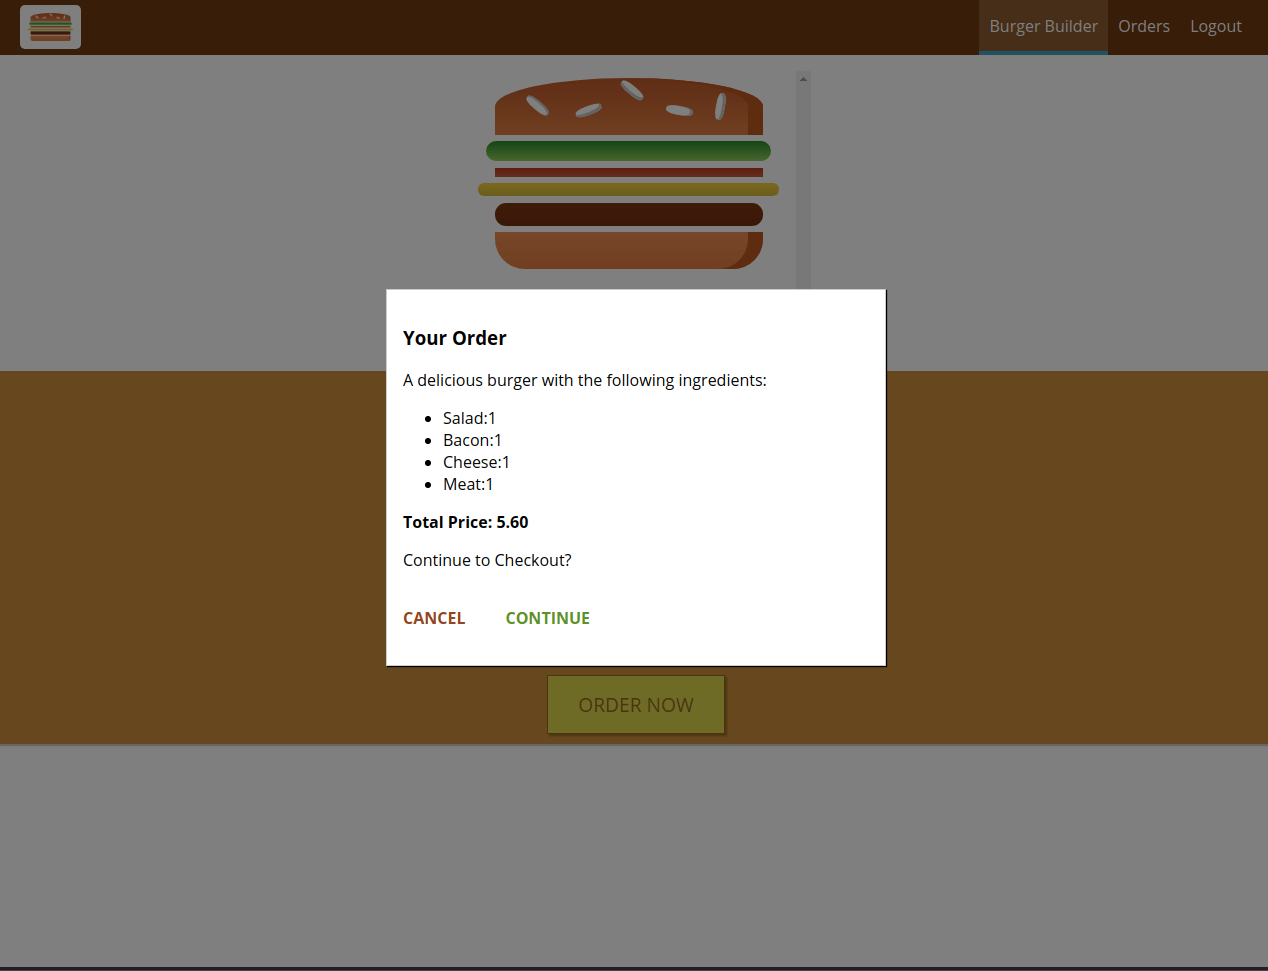 Burger Builder Orders Logout
Your Order
A delicious burger with the following ingredients:
Salad:1
Bacon:1
Cheese:1
Meat:1
Total Price: 5.60
Continue to Checkout?
CANCEL CONTINUE
ORDER NOW